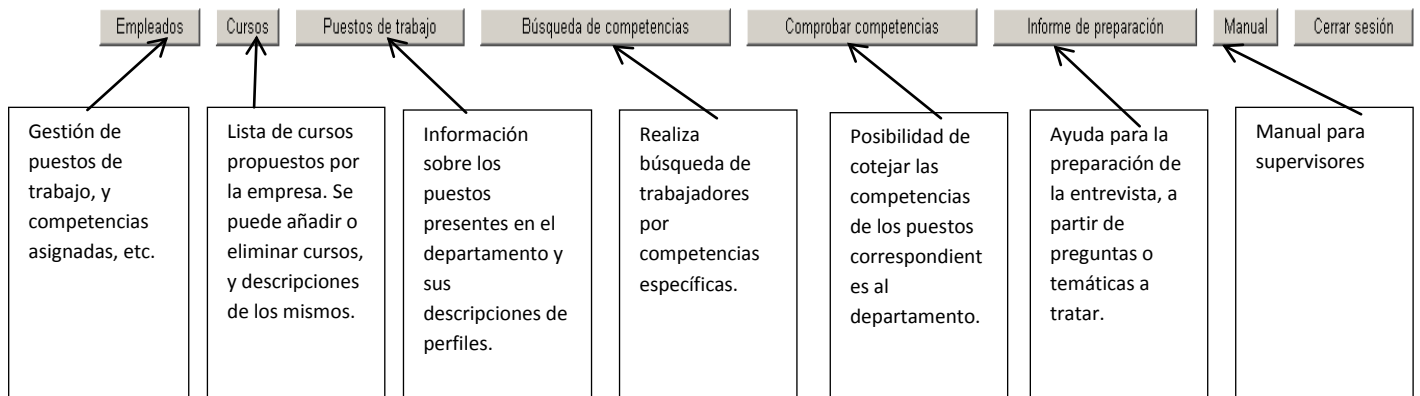 Empleados Cursos Puestos de trabajo Búsqueda de competencias Comprobar competencias Informe de preparación Manual Cerrar sesión
Gestión de
puestos de
trabajo, y
competencias
asignadas, etc.
Lista de cursos
propuestos por
la empresa. Se
puede añadir o
eliminar cursos,
y descripciones
de los mismos.
Información
sobre los
puestos
presentes en el
departamento y
sus
descripciones de
perfiles.
Realiza
búsqueda de
trabajadores
por
competencias
específicas.
Posibilidad de
cotejar las
competencias
de los puestos
correspondient
es al
departamento.
Ayuda para la
preparación de
la entrevista, a
partir de
preguntas o
temáticas a
tratar.
Manual para
supervisores